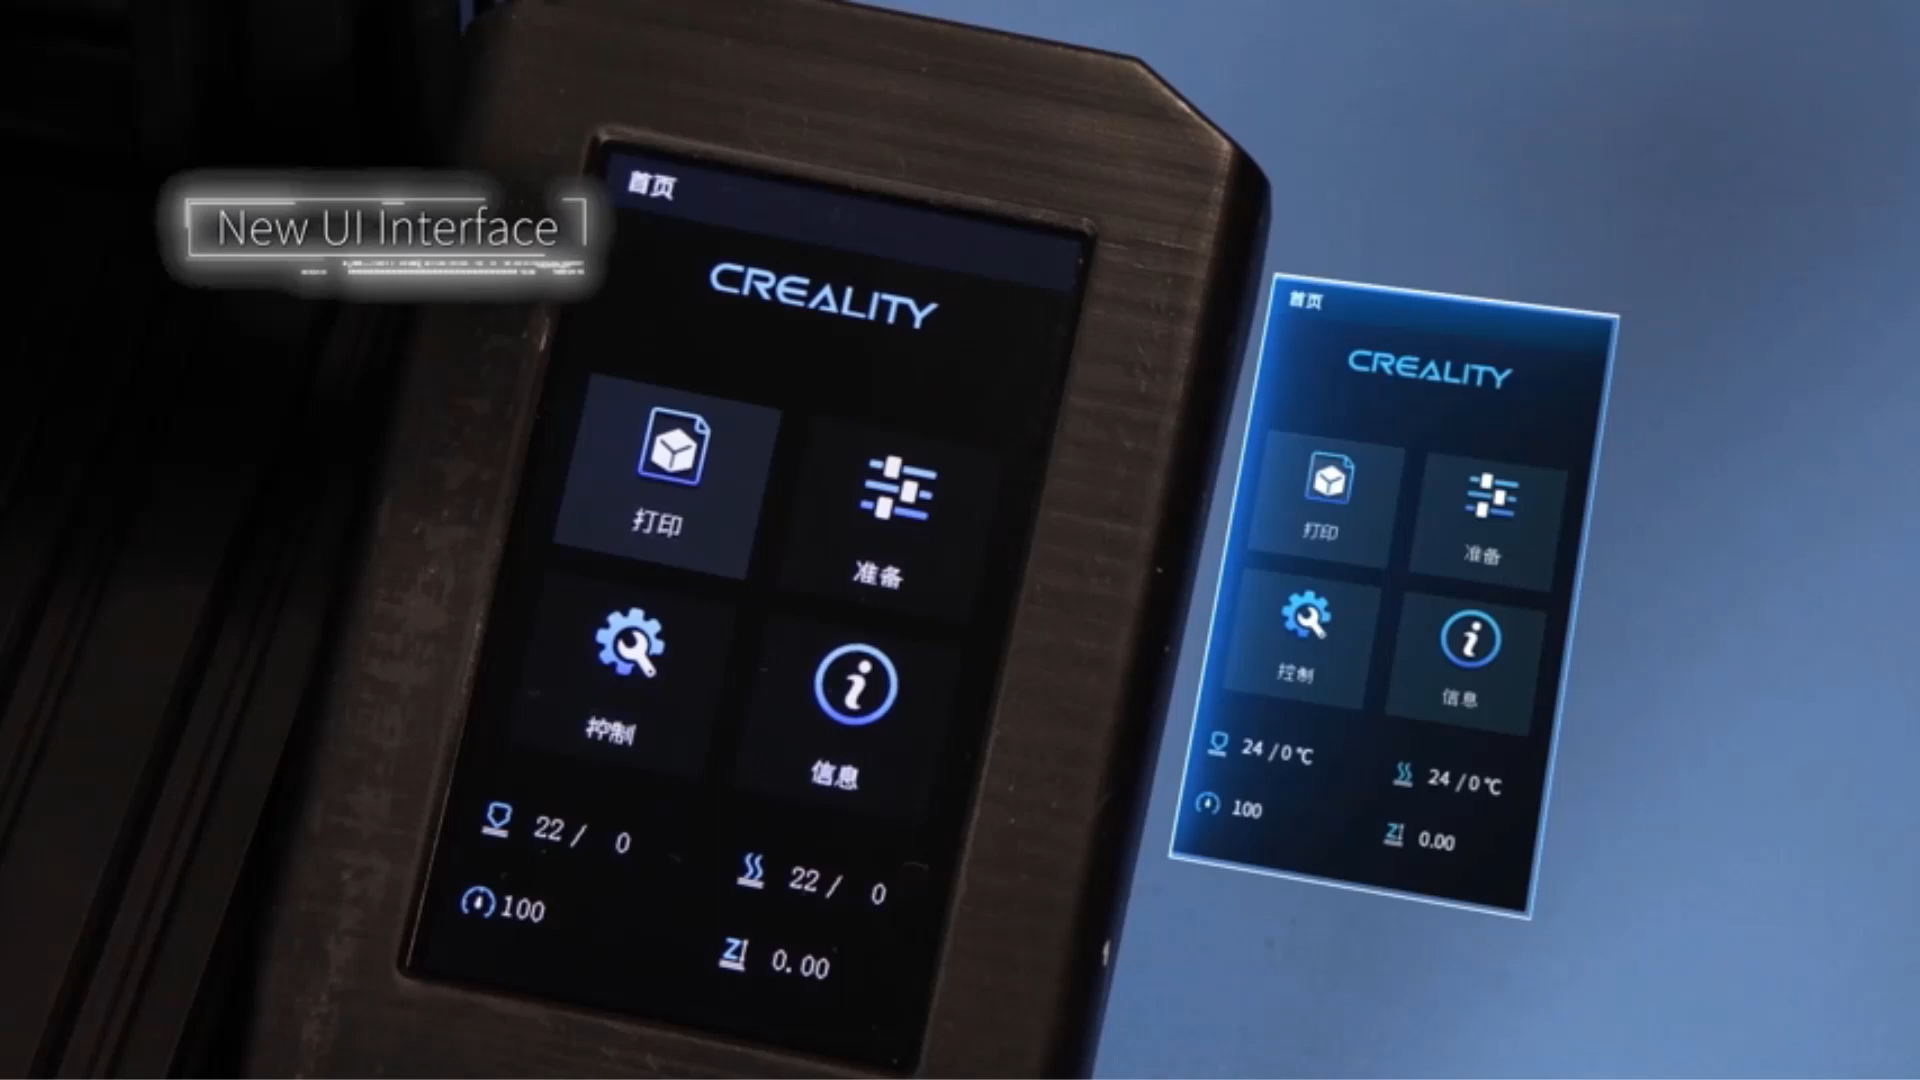 New UI Interface
首页
CREALITY
打印
准备
控制
信息
22 / 0
22 / 0
100
0.00
首页
CREALITY
打印
准备
控制
信息
24 / 0℃
24 / 0℃
100
0.00